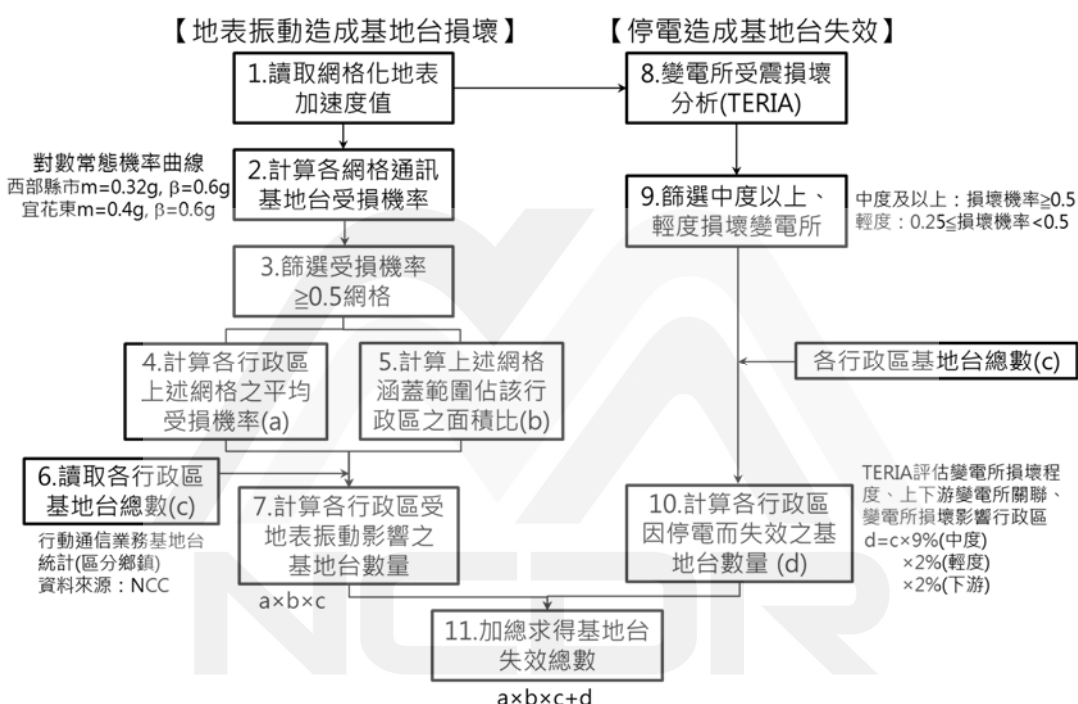 【地表振動造成基地台損壞】
【停電造成基地台失效】
1.讀取網格化地表
加速度值
8.變電所受震損壞
分析(TERIA)
對數常態機率曲線
西部縣市m=0.32g, β=0.6g
宜花東m=0.4g, β=0.6g
2.計算各網格通訊
基地台受損機率
9.篩選中度以上、
輕度損壞變電所
中度及以上：損壞機率≧0.5
輕度：0.25≦損壞機率<0.5
3.篩選受損機率
≧0.5網格
4.計算各行政區
上述網格之平均
受損機率(a)
5.計算上述網格
涵蓋範圍佔該行
政區之面積比(b)
各行政區基地台總數(c)
6.讀取各行政區
基地台總數(c)
行動通信業務基地台
統計(區分鄉鎮)
資料來源：NCC
7.計算各行政區受
地表振動影響之
基地台數量
a×b×c
10.計算各行政區
因停電而失效之基
地台數量 (d)
TERIA評估變電所損壞程
度、上下游變電所關聯、
變電所損壞影響行政區
d=c×9%(中度)
×2%(輕度)
×2%(下游)
11.加總求得基地台
失效總數
a×b×c+d
NCDR